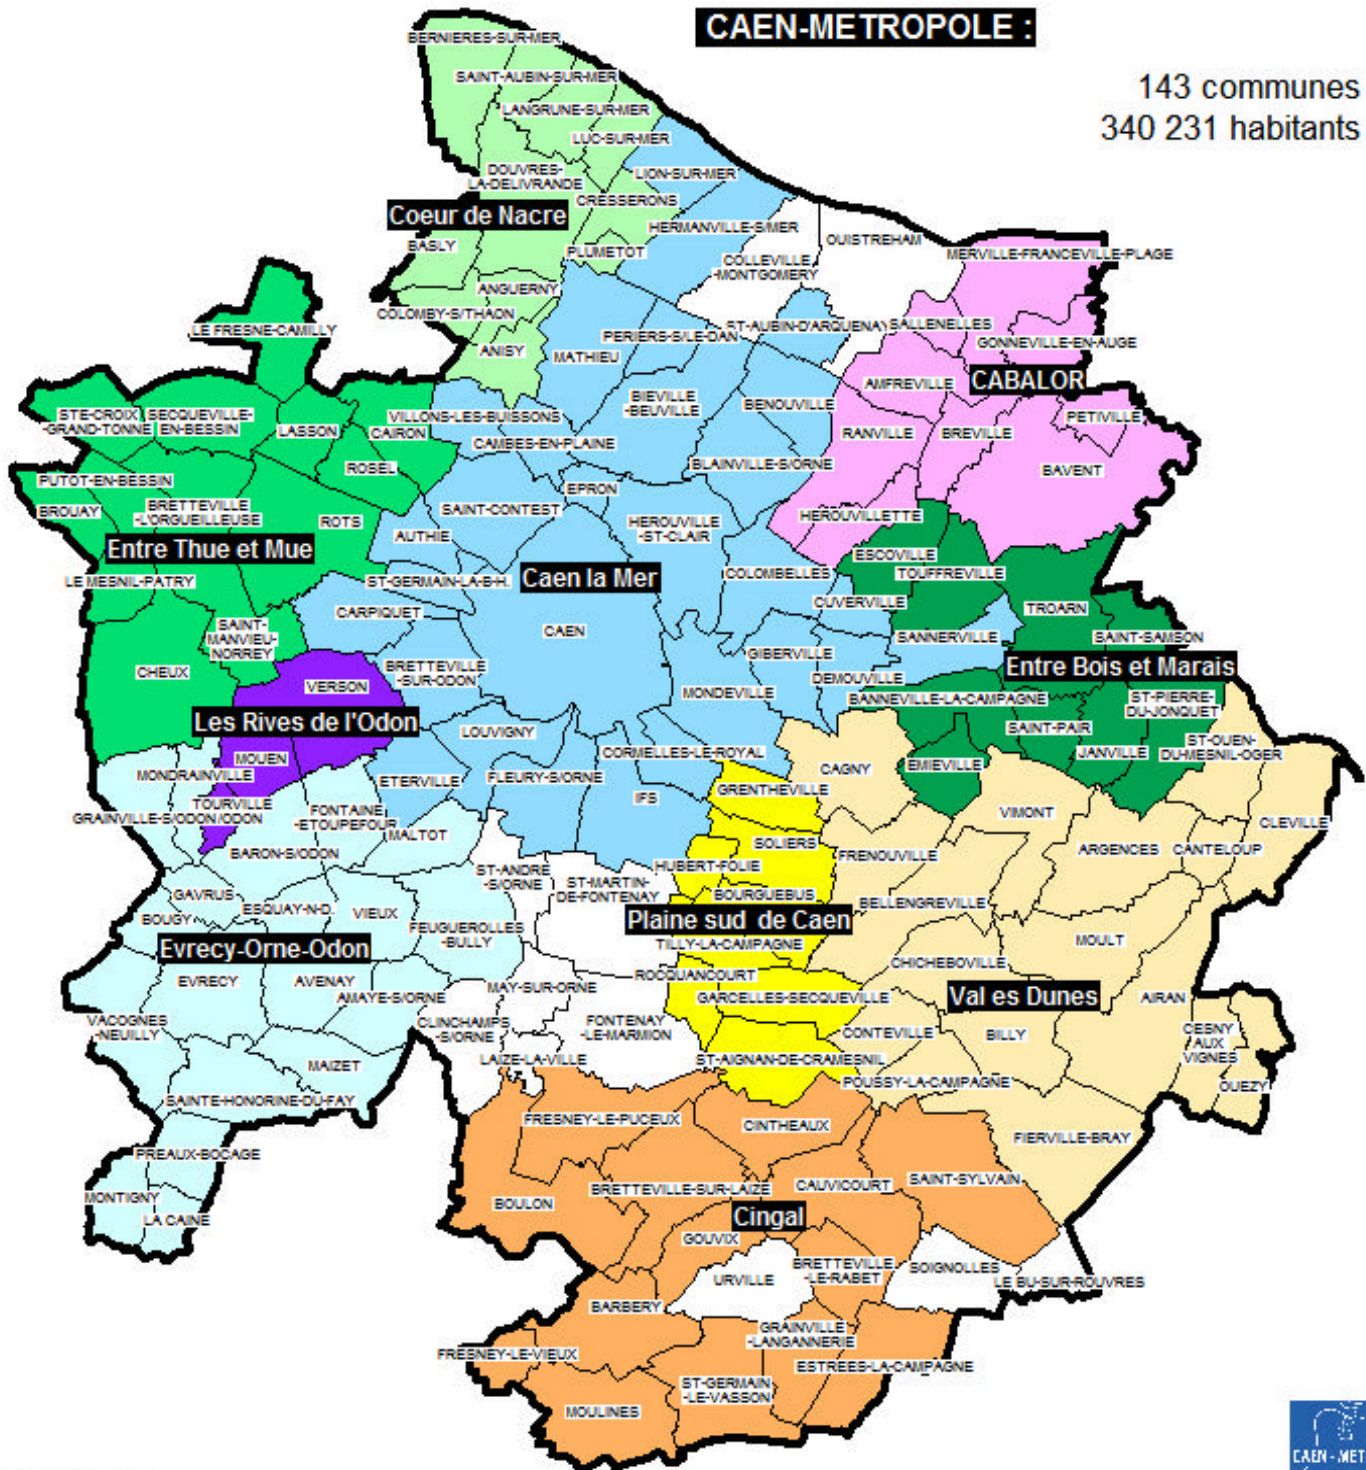 CAEN-METROPOLE :
143 communes
340 231 habitants
BERNIERES-SUR-MER
SAINT-AUBIN-SUR-MER
LANGRUNE-SUR-MER
LUC-SUR-MER
DOUVRES-
LA-DELIVRANDE
LION-SUR-MER
CRESSERONS
Coeur de Nacre
HERMANVILLE-S/MER
BASLY
PLUMETOT
OUISTREHAM
COLLEVILLE
-MONTGOMERY
MERVILLE-FRANCEVILLE-PLAGE
ANGUERNY
COLOMBY-S/THAON
LE FRESNE-CAMILLY
ST-AUBIN-D'ARQUENAY
SALLENELLES
PERIERS-S/LE-DAN
GONNEVILLE-EN-AUGE
ANISY
MATHIEU
CABALOR
AMFREVILLE
BIEVILLE
-BEUVILLE
BENOUVILLE
STE-CROIX
-GRAND-TONNE
SECQUEVILLE-
EN-BESSIN
LASSON
VILLONS-LES-BUISSONS
CAIRON
PETIVILLE
RANVILLE
BREVILLE
CAMBES-EN-PLAINE
BLAINVILLE-S/ORNE
ROSEL
BAVENT
PUTOT-EN-BESSIN
EPRON
BROUAY
BRETTEVILLE
-L'ORGUEILLEUSE
ROTS
SAINT-CONTEST
HEROUVILLE
-ST-CLAIR
HEROUVILLETTE
AUTHIE
Entre Thue et Mue
ESCOVILLE
TOUFFREVILLE
LE MESNIL-PATRY
ST-GERMAIN-LA-B-H.
Caen la Mer
COLOMBELLES
CUVERVILLE
TROARN
CARPIQUET
CAEN
SAINT-
MANVIEU-
NORREY
SANNERVILLE
SAINT-SAMSON
GIBERVILLE
Entre Bois et Marais
CHEUX
BRETTEVILLE
-SUR-ODON
DEMOUVILLE
VERSON
MONDEVILLE
BANNEVILLE-LA-CAMPAGNE
ST-PIERRE-
DU-JONQUET
Les Rives de l'Odon
LOUVIGNY
SAINT-PAIR
ST-OUEN-
DU-MESNIL-OGER
MOUEN
CORMELLES-LE-ROYAL
JANVILLE
MONDRAINVILLE
ETERVILLE
FLEURY-S/ORNE
CAGNY
EMIEVILLE
GRENTHEVILLE
TOURVILLE
/ODON
GRAINVILLE-S/ODON
FONTAINE
-ETOUPEFOUR
IFS
VIMONT
CLEVILLE
MALTOT
SOLIERS
BARON-S/ODON
FRENOUVILLE
ARGENCES
CANTELOUP
HUBERT-FOLIE
ST-ANDRE
-S/ORNE
ST-MARTIN-
DE-FONTENAY
GAVRUS
BOURGUEBUS
BELLENGREVILLE
ESQUAY-N-D.
BOUGY
VIEUX
FEUGUEROLLES
-BULLY
Plaine sud de Caen
Evrecy-Orne-Odon
TILLY-LA-CAMPAGNE
MOULT
CHICHEBOVILLE
EVRECY
AVENAY
ROCQUANCOURT
MAY-SUR-ORNE
AMAYE-S/ORNE
GARCELLES-SECQUEVILLE
Val es Dunes
AIRAN
VACOGNES
-NEUILLY
CLINCHAMPS
-S/ORNE
FONTENAY
-LE-MARMION
CONTEVILLE
BILLY
CESNY
AUX
VIGNES
MAIZET
LAIZE-LA-VILLE
ST-AIGNAN-DE-CRAMESNIL
POUSSY-LA-CAMPAGNE
OUEZY
SAINTE-HONORINE-DU-FAY
FRESNEY-LE-PUCEUX
CINTHEAUX
FIERVILLE-BRAY
PREAUX-BOCAGE
SAINT-SYLVAIN
CAUVICOURT
BRETTEVILLE-SUR-LAIZE
MONTIGNY
BOULON
LA CAINE
Cingal
GOUVIX
BRETTEVILLE
-LE-RABET
SOIGNOLLES
URVILLE
LE BU-SUR-ROUVRES
BARBERY
GRAINVILLE
-LANGANNERIE
FRESNEY-LE-VIEUX
ESTREES-LA-CAMPAGNE
ST-GERMAIN
-LE-VASSON
MOULINES
CAEN-MET